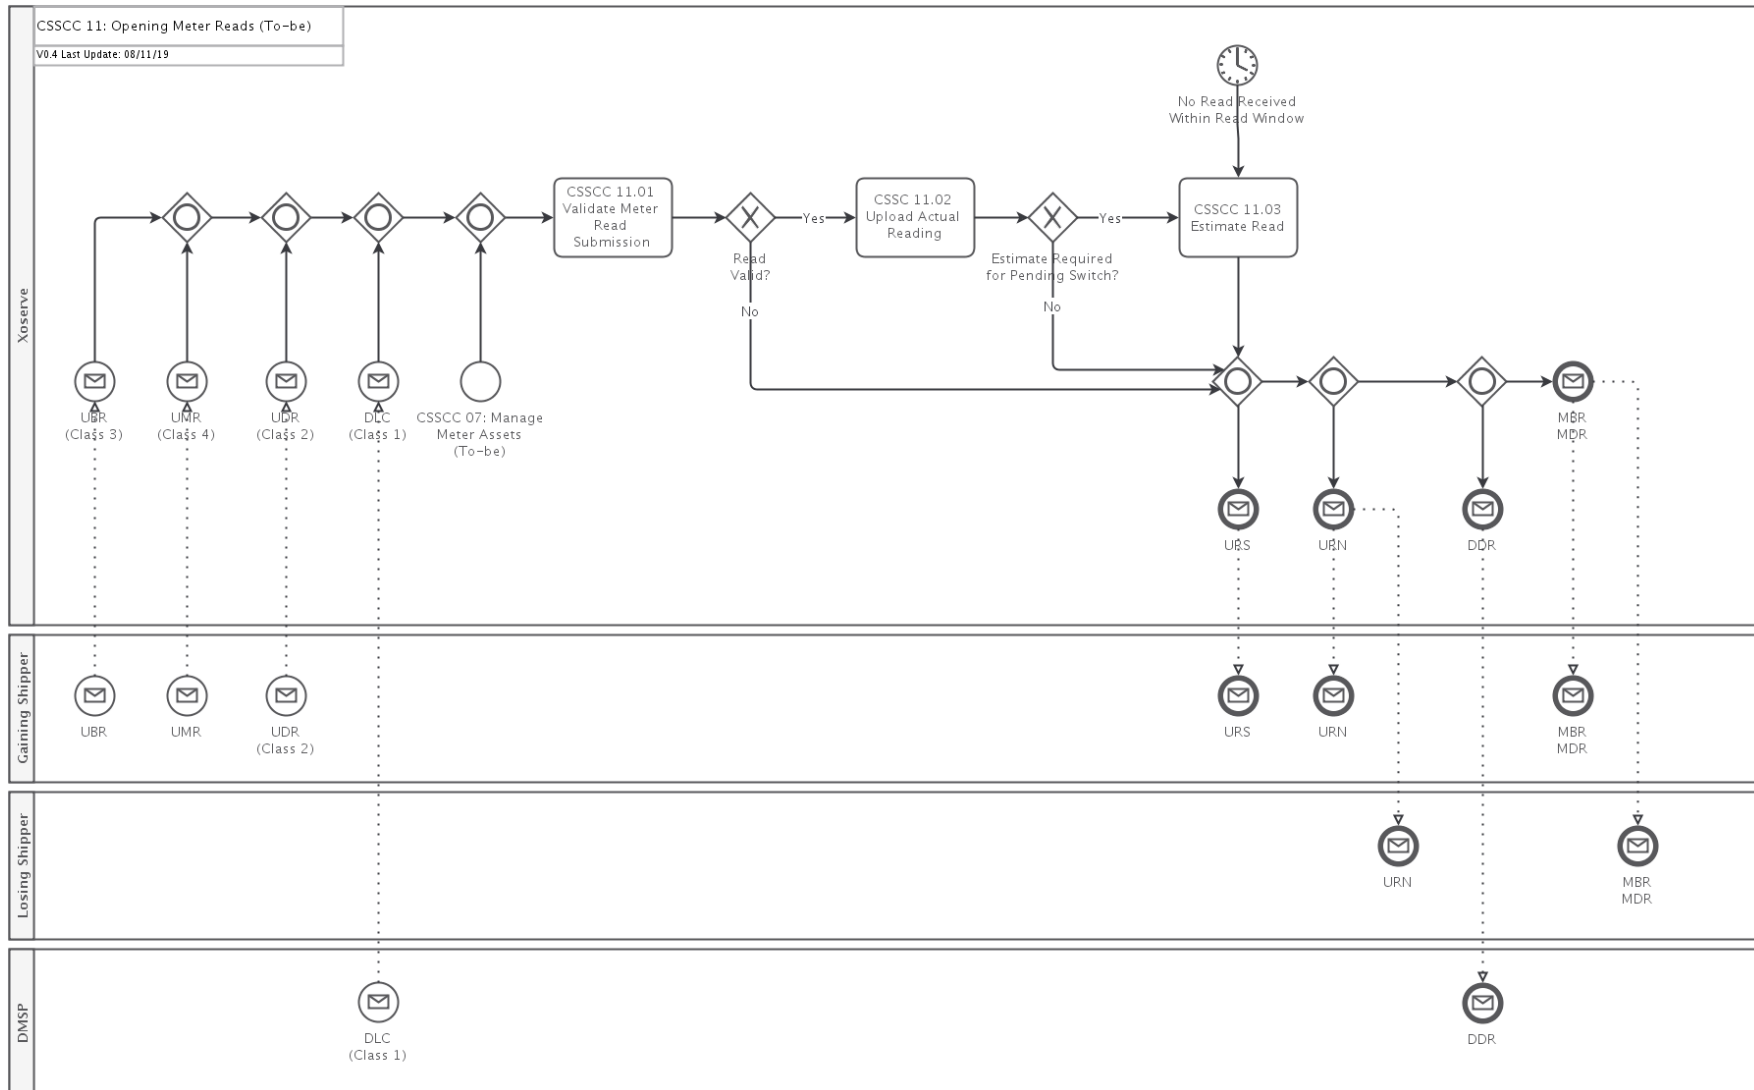 CSSCC 11: Opening Meter Reads (To-be)
V0.4 Last Update: 08/11/19
Xoserve
No Read Received
Within Read Window
CSSCC 11.01
Validate Meter
Read
Submission
Read
Valid?
Yes
No
CSSC 11.02
Upload Actual
Reading
Estimate Required
for Pending Switch?
Yes
No
CSSCC 11.03
Estimate Read
UBR
(Class 3)
UMR
(Class 4)
UDR
(Class 2)
DLC
(Class 1)
CSSCC 07: Manage
Meter Assets
(To-be)
MBR
MDR
URS
URN
DDR
Gaining Shipper
UBR
UMR
UDR
(Class 2)
URS
URN
MBR
MDR
Losing Shipper
URN
MBR
MDR
DMSP
DLC
(Class 1)
DDR